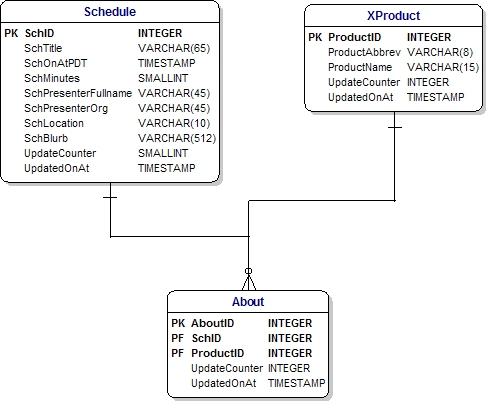 Schedule
PK SchID INTEGER
SchTitle VARCHAR(65)
SchOnAtPDT TIMESTAMP
SchMinutes SMALLINT
SchPresenterFullname VARCHAR(45)
SchPresenterOrg VARCHAR(45)
SchLocation VARCHAR(10)
SchBlurb VARCHAR(512)
UpdateCounter SMALLINT
UpdatedOnAt TIMESTAMP
XProduct
PK ProductID INTEGER
ProductAbbrev VARCHAR(8)
ProductName VARCHAR(15)
UpdateCounter INTEGER
UpdatedOnAt TIMESTAMP
About
PK AboutID INTEGER
PF SchID INTEGER
PF ProductID INTEGER
UpdateCounter INTEGER
UpdatedOnAt TIMESTAMP